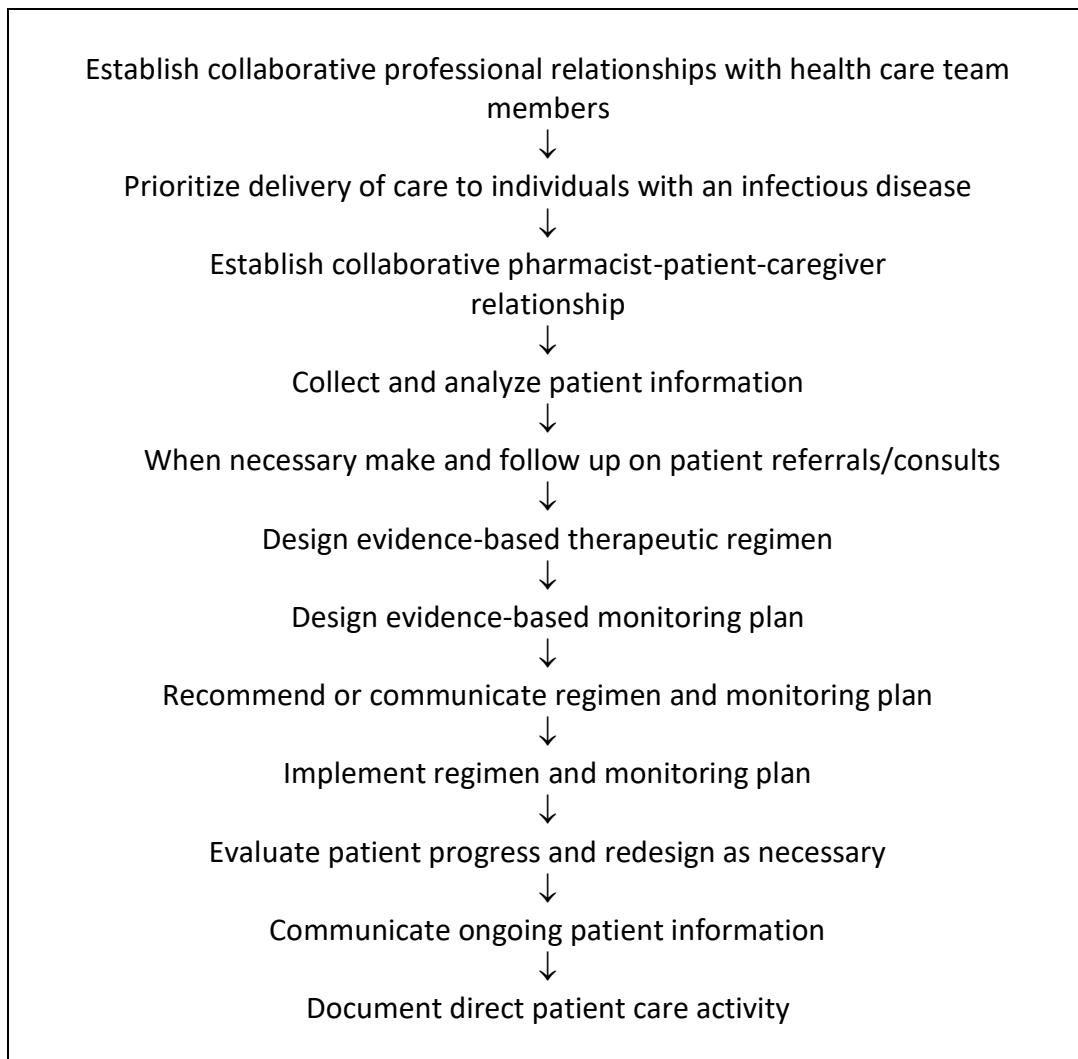 Establish collaborative professional relationships with health care team
members
↓
Prioritize delivery of care to individuals with an infectious disease
↓
Establish collaborative pharmacist-patient-caregiver
relationship
↓
Collect and analyze patient information
↓
When necessary make and follow up on patient referrals/consults
↓
Design evidence-based therapeutic regimen
↓
Design evidence-based monitoring plan
↓
Recommend or communicate regimen and monitoring plan
↓
Implement regimen and monitoring plan
↓
Evaluate patient progress and redesign as necessary
↓
Communicate ongoing patient information
↓
Document direct patient care activity